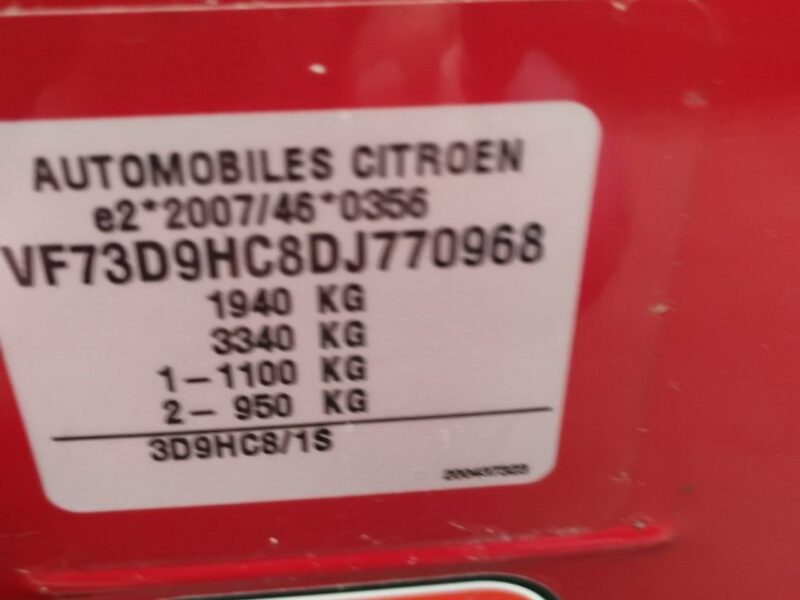 AUTOMOBILES CITROEN
e2*2007/46*0356
VF73D9HC8DJ770968
1940 KG
3340 KG
1-1100 KG
2- 950 KG
3D9HC8/1S